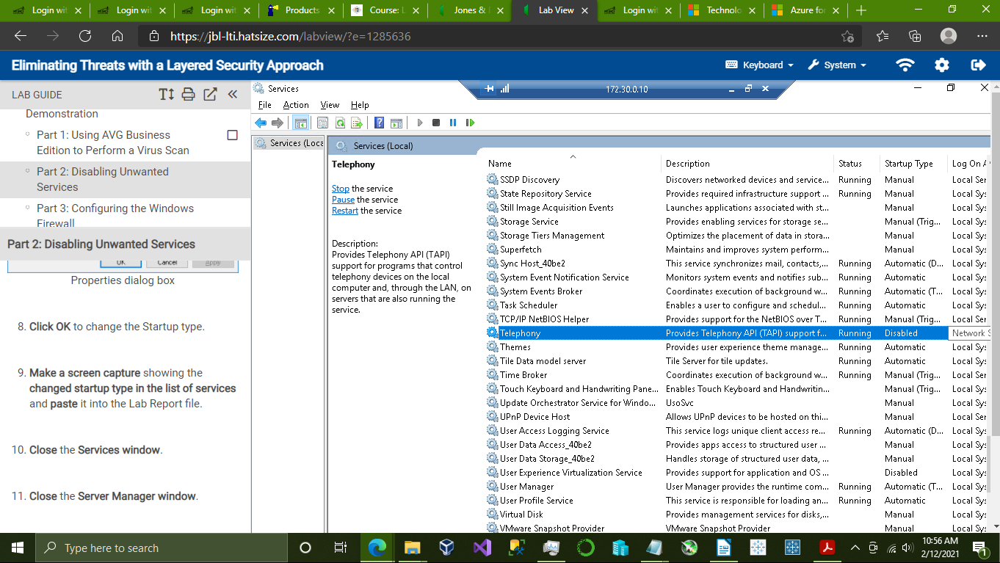 Login wit
Login wit
Login wit
Products
Course: L
Jones & B
Lab View
Login wit
Technolo
Azure for
https://jbl-lti.hatsize.com/labview/?e=1285636
Eliminating Threats with a Layered Security Approach
Keyboard
System
LAB GUIDE
Demonstration
Part 1: Using AVG Business
Edition to Perform a Virus Scan
Part 2: Disabling Unwanted
Services
Part 3: Configuring the Windows
Firewall
Part 2: Disabling Unwanted Services
OK Cancel Apply
Properties dialog box
8. Click OK to change the Startup type.
9. Make a screen capture showing the
changed startup type in the list of services
and paste it into the Lab Report file.
10. Close the Services window.
11. Close the Server Manager window.
Services
172.30.0.10
File Action View Help
Services (Loca
Services (Local)
Telephony
Stop the service
Pause the service
Restart the service
Description:
Provides Telephony API (TAPI)
support for programs that control
telephony devices on the local
computer and, through the LAN, on
servers that are also running the
service.
Name Description Status Startup Type Log On A
SSDP Discovery Discovers networked devices and service... Running Manual Local Ser
State Repository Service Provides required infrastructure support ... Running Manual Local Sys
Still Image Acquisition Events Launches applications associated with st... Manual Local Sys
Storage Service Provides enabling services for storage se... Manual (Trig... Local Sys
Storage Tiers Management Optimizes the placement of data in stora... Manual Local Sys
Superfetch Maintains and improves system perform... Manual Local Sys
Sync Host_40be2 This service synchronizes mail, contacts,... Running Automatic (D... Local Sys
System Event Notification Service Monitors system events and notifies sub... Running Automatic Local Sys
System Events Broker Coordinates execution of background w... Running Automatic (T... Local Sys
Task Scheduler Enables a user to configure and schedul... Running Automatic Local Sys
TCP/IP NetBIOS Helper Provides support for the NetBIOS over T... Running Manual (Trig... Local Ser
Telephony Provides Telephony API (TAPI) support f... Running Disabled Network S
Themes Provides user experience theme manage... Running Automatic Local Sys
Tile Data model server Tile Server for tile updates. Running Automatic Local Sys
Time Broker Coordinates execution of background w... Running Manual (Trig... Local Ser
Touch Keyboard and Handwriting Pane... Enables Touch Keyboard and Handwritin... Manual (Trig... Local Sys
Update Orchestrator Service for Windo... UsoSvc Manual Local Sys
UPnP Device Host Allows UPnP devices to be hosted on thi... Manual Local Ser
User Access Logging Service This service logs unique client access re... Running Automatic (D... Local Sys
User Data Access_40be2 Provides apps access to structured user ... Manual Local Sys
User Data Storage_40be2 Handles storage of structured user data, ... Manual Local Sys
User Experience Virtualization Service Provides support for application and OS ... Disabled Local Sys
User Manager User Manager provides the runtime com... Running Automatic (T... Local Sys
User Profile Service This service is responsible for loading an... Running Automatic Local Sys
Virtual Disk Provides management services for disks,... Manual Local Sys
VMware Snapshot Provider VMware Snapshot Provider Manual Local Sys
Type here to search
10:56 AM
2/12/2021
1